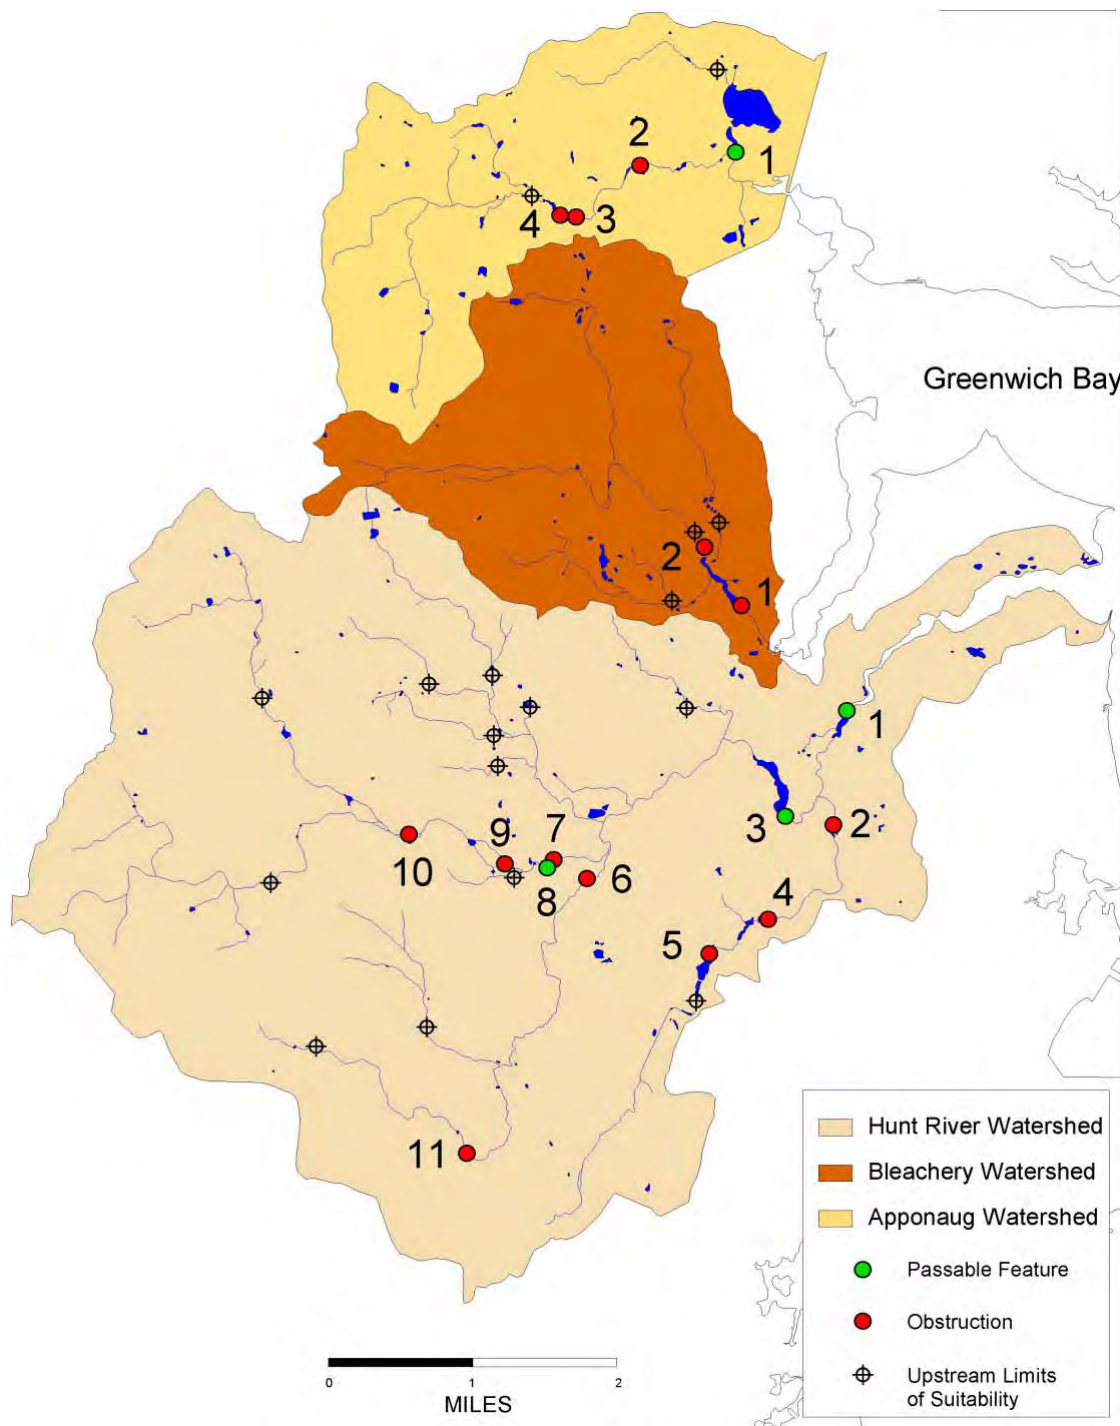 2
1
4
3
Greenwich Bay
2
1
1
3
2
9
7
10
8
6
4
5
11
Hunt River Watershed
Bleachery Watershed
Apponaug Watershed
Passable Feature
Obstruction
Upstream Limits
of Suitability
0 1 2
MILES